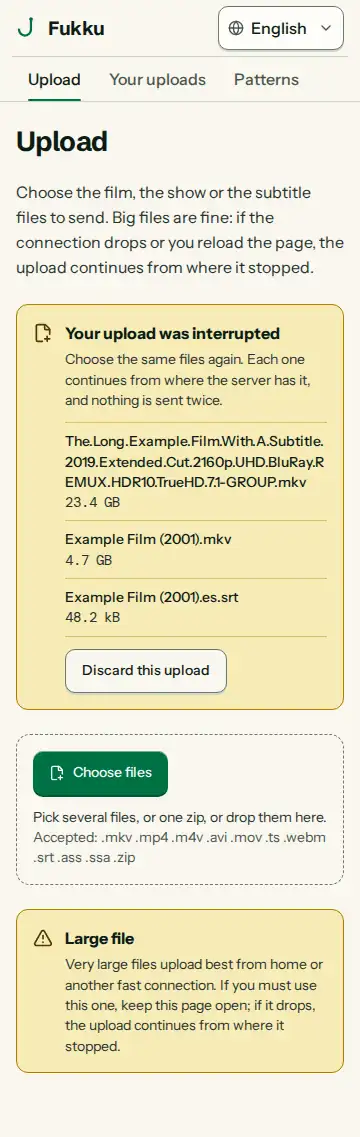 Fukku
English
Upload
Your uploads
Patterns
Upload
Choose the film, the show or the subtitle
files to send. Big files are fine: if the
connection drops or you reload the page, the
upload continues from where it stopped.
Your upload was interrupted
Choose the same files again. Each one
continues from where the server has it,
and nothing is sent twice.
The.Long.Example.Film.With.A.Subtitle.
2019.Extended.Cut.2160p.UHD.BluRay.R
EMUX.HDR10.TrueHD.7.1-GROUP.mkv
23.4 GB
Example Film (2001).mkv
4.7 GB
Example Film (2001).es.srt
48.2 kB
Discard this upload
Choose files
Pick several files, or one zip, or drop them here.
Accepted: .mkv .mp4 .m4v .avi .mov .ts .webm
.srt .ass .ssa .zip
Large file
Very large files upload best from home or
another fast connection. If you must use
this one, keep this page open; if it drops,
the upload continues from where it
stopped.